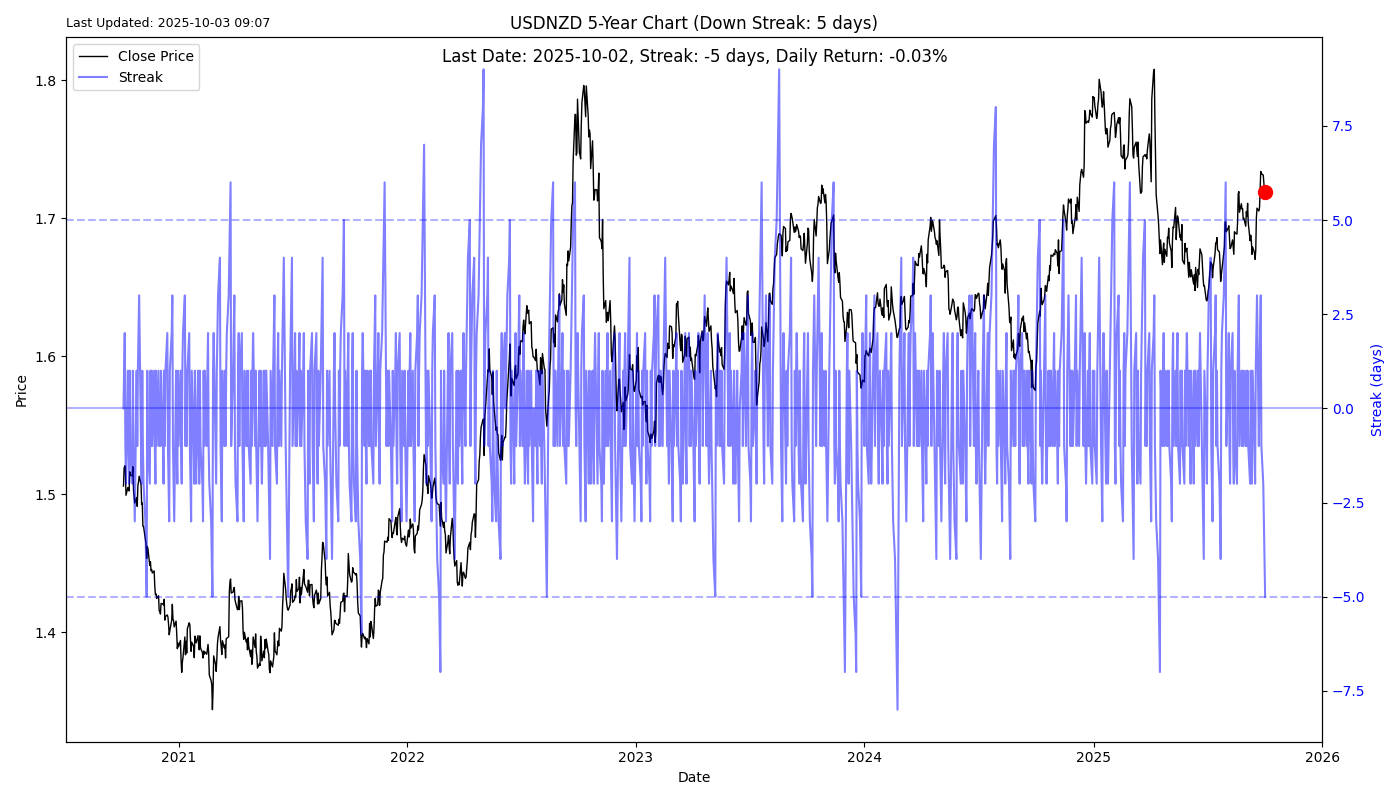 Last Updated: 2025-10-03 09:07
USDNZD 5-Year Chart (Down Streak: 5 days)
Last Date: 2025-10-02, Streak: -5 days, Daily Return: -0.03%
Close Price
Streak
1.8
1.7
1.6
1.5
1.4
Price
7.5
5.0
2.5
0.0
−2.5
−5.0
−7.5
Streak (days)
2021
2022
2023
2024
2025
2026
Date